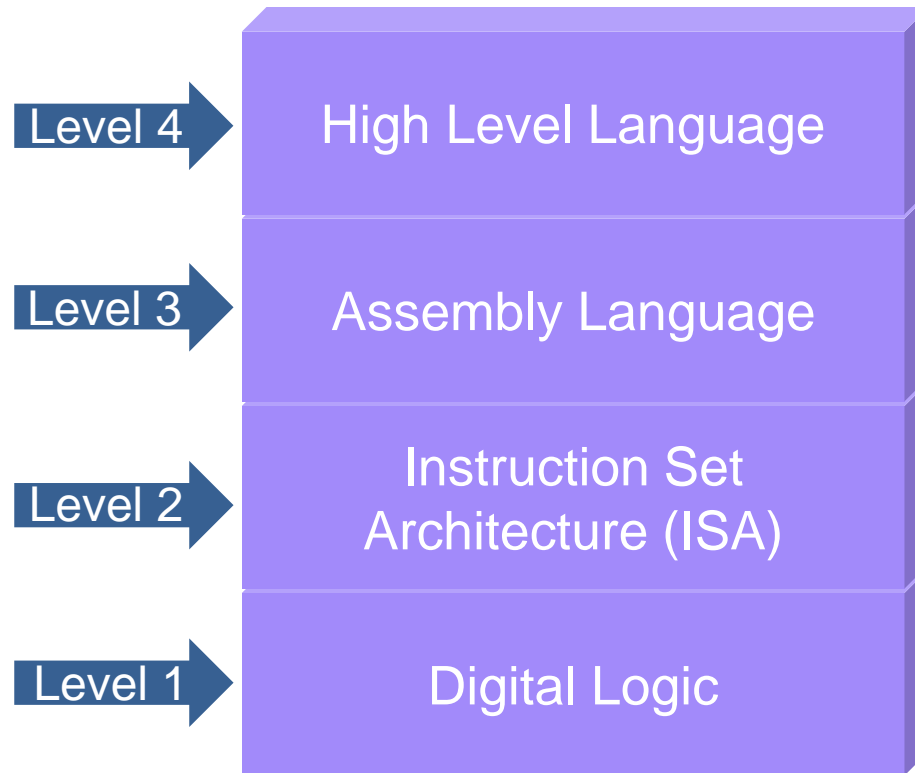 Level 4
High Level Language
Level 3
Assembly Language
Level 2
Instruction Set
Architecture (ISA)
Level 1
Digital Logic